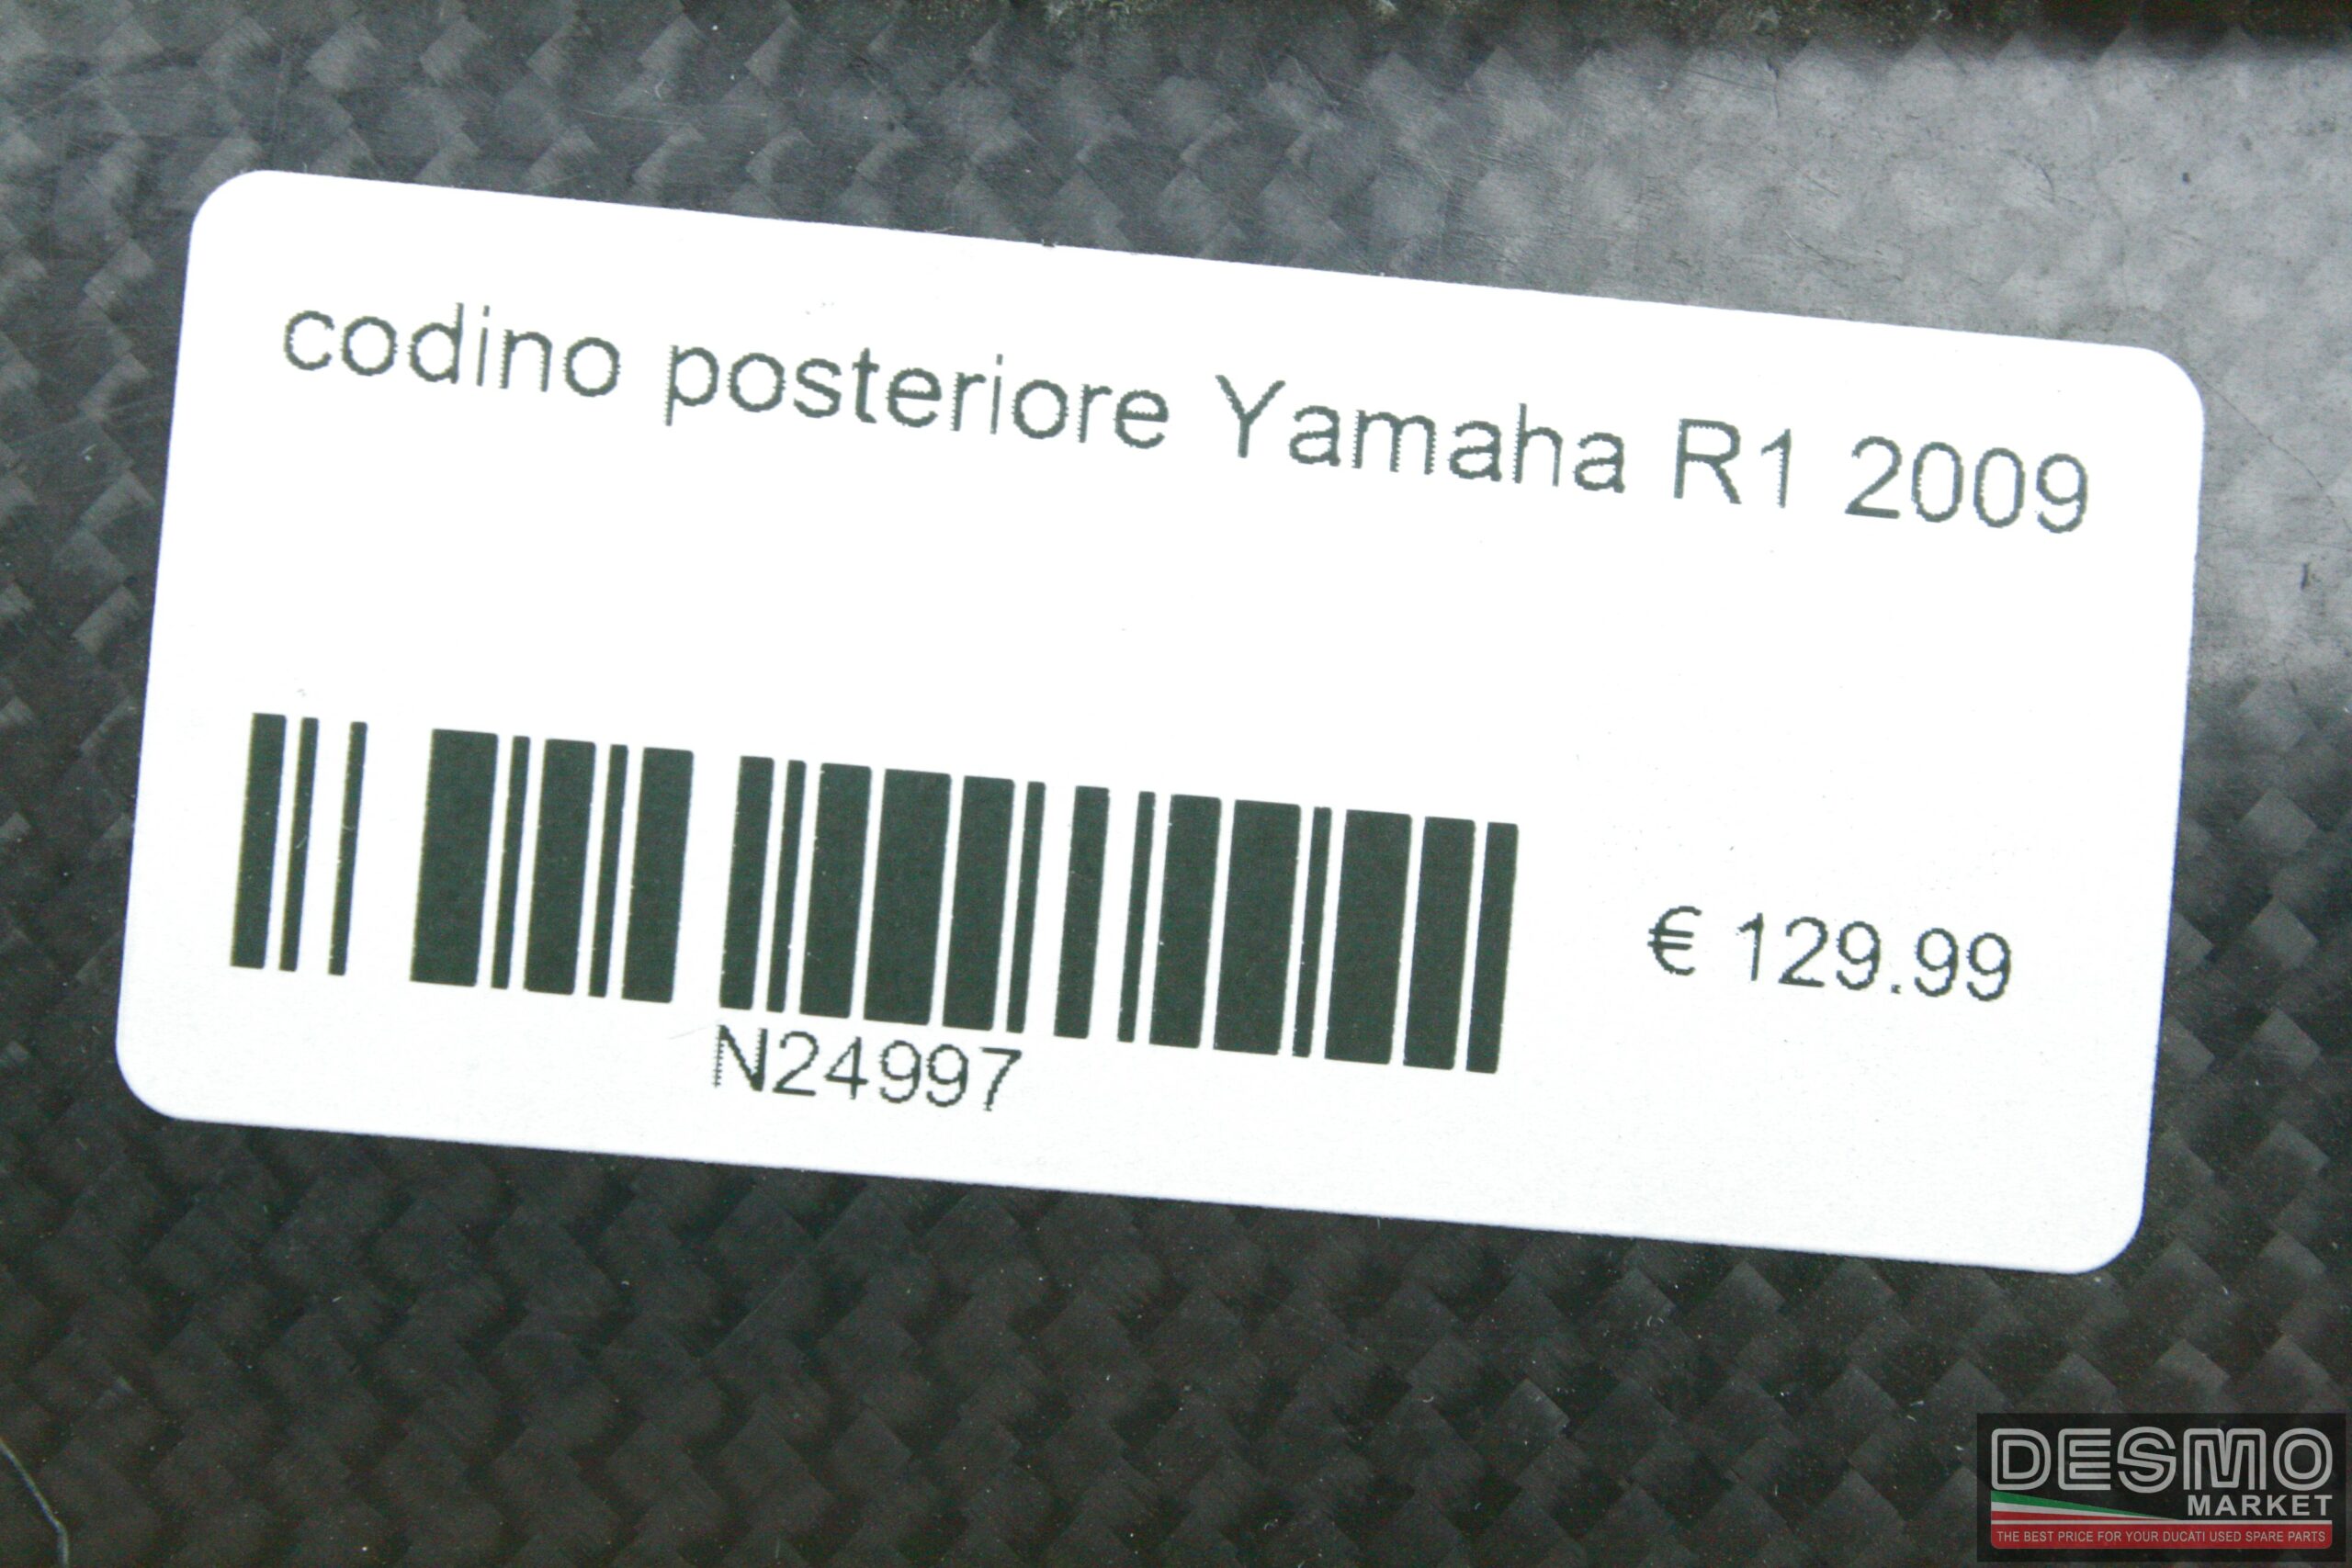 codino posteriore Yamaha R1 2009
€ 129.99
N24997
DESMO
MARKET
THE BEST PRICE FOR YOUR DUCATI USED SPARE PARTS